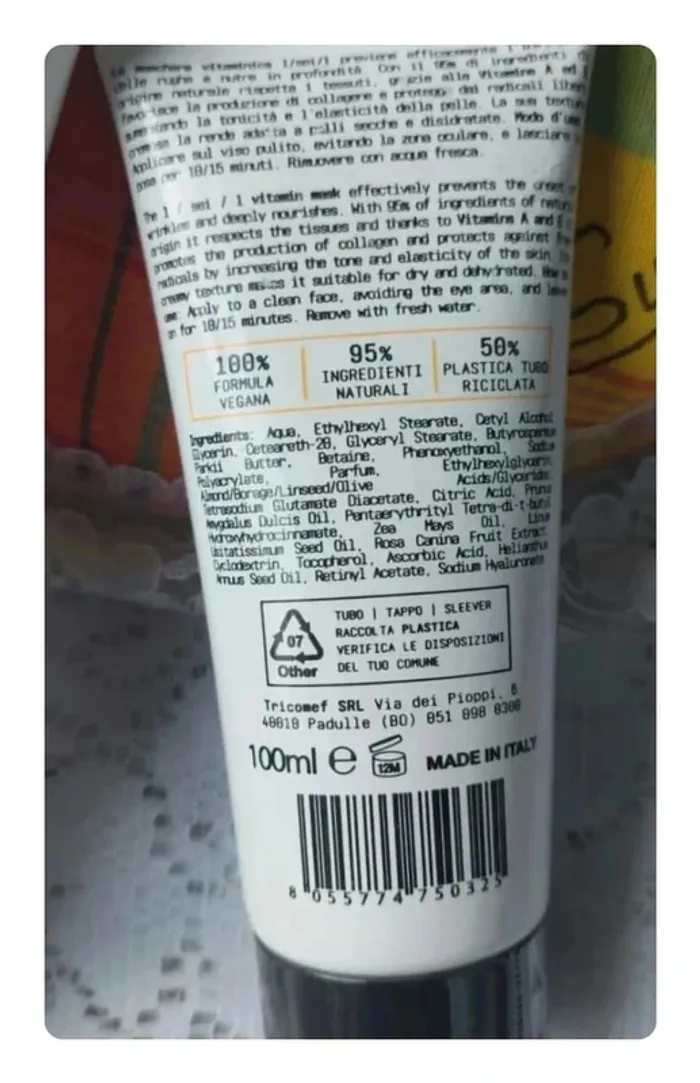 La maschera vitaminica 1/sei/1 previene efficacemente
delle rughe e nutre in profondità. Con il 95% di ingredienti di
origine naturale rispetta i tessuti, grazie alle Vitamine A ed E
favorisce la produzione di collagene e protegge dai radicali liberi
aumentando la tonicità e l'elasticità della pelle. La sua texture
cremosa la rende adatta a pelli secche e disidratate. Modo d'uso:
Applicare sul viso pulito, evitando la zona oculare, e lasciare in
posa per 10/15 minuti. Rimuovere con acqua fresca.
The 1 / sei / 1 vitamin mask effectively prevents the onset of
wrinkles and deeply nourishes. With 95% of ingredients of natural
origin it respects the tissues and thanks to Vitamins A and E
promotes the production of collagen and protects against free
radicals by increasing the tone and elasticity of the skin. Its
creamy texture makes it suitable for dry and dehydrated. How to
use: Apply to a clean face, avoiding the eye area, and leave
on for 10/15 minutes. Remove with fresh water.
100% FORMULA VEGANA
95% INGREDIENTI NATURALI
50% PLASTICA TUBO RICICLATA
Ingredients: Aqua, Ethylhexyl Stearate, Cetyl Alcohol
Glycerin, Ceteareth-20, Glyceryl Stearate, Butyrospermum
Parkii Butter, Betaine, Phenoxyethanol, Sodium
Polyacrylate, Parfum, Ethylhexylglycerin,
Almond/Borage/Linseed/Olive Acids/Glycerides,
Tetrasodium Glutamate Diacetate, Citric Acid, Prunus
Amygdalus Dulcis Oil, Pentaerythrityl Tetra-di-t-butyl
Hydroxyhydrocinnamate, Zea Mays Oil, Linum
Usitatissimum Seed Oil, Rosa Canina Fruit Extract,
Cyclodextrin, Tocopherol, Ascorbic Acid, Helianthus
Annuus Seed Oil, Retinyl Acetate, Sodium Hyaluronate
07
Other
TUBO | TAPPO | SLEEVER
RACCOLTA PLASTICA
VERIFICA LE DISPOSIZIONI
DEL TUO COMUNE
Tricomef SRL Via dei Pioppi, 6
40010 Padulle (BO) 051 098 0300
100ml e 12M MADE IN ITALY
8 055774 750325